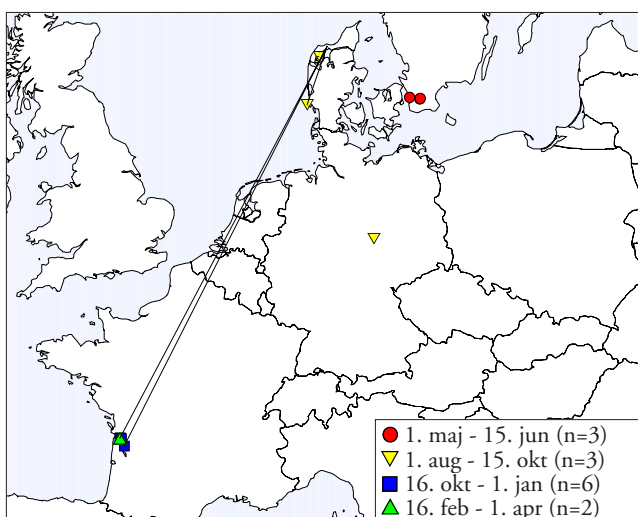 1. maj - 15. jun (n=3)
1. aug - 15. okt (n=3)
16. okt - 1. jan (n=6)
16. feb - 1. apr (n=2)